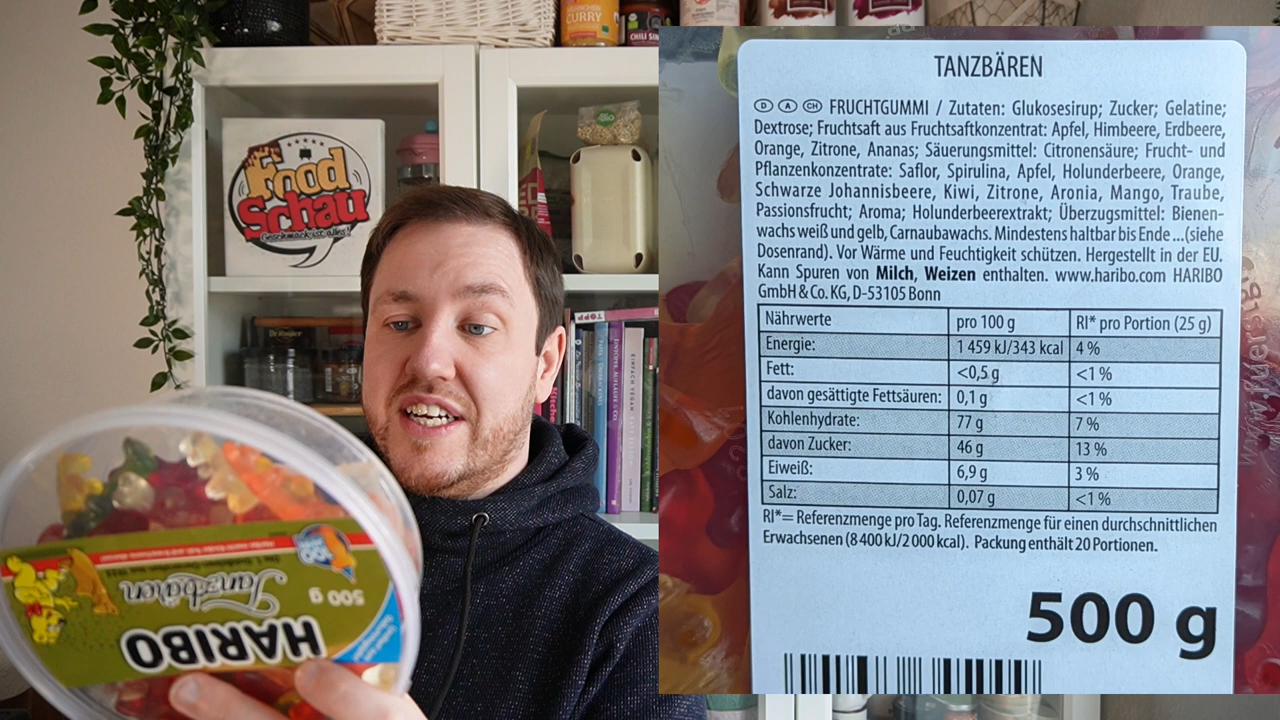 CURRY
CHILI
Food
Schau
Geschmack ist alles!
500 g
Tanzbären
HARIBO
TANZBÄREN
D A CH FRUCHTGUMMI / Zutaten: Glukosesirup; Zucker; Gelatine;
Dextrose; Fruchtsaft aus Fruchtsaftkonzentrat: Apfel, Himbeere, Erdbeere,
Orange, Zitrone, Ananas; Säuerungsmittel: Citronensäure; Frucht- und
Pflanzenkonzentrate: Saflor, Spirulina, Apfel, Holunderbeere, Orange,
Schwarze Johannisbeere, Kiwi, Zitrone, Aronia, Mango, Traube,
Passionsfrucht; Aroma; Holunderbeerextrakt; Überzugsmittel: Bienen-
wachs weiß und gelb, Carnaubawachs. Mindestens haltbar bis Ende ...(siehe
Dosenrand). Vor Wärme und Feuchtigkeit schützen. Hergestellt in der EU.
Kann Spuren von Milch, Weizen enthalten. www.haribo.com HARIBO
GmbH & Co. KG, D-53105 Bonn
Nährwerte pro 100 g RI* pro Portion (25 g)
Energie: 1 459 kJ/343 kcal 4 %
Fett: <0,5 g <1 %
davon gesättigte Fettsäuren: 0,1 g <1 %
Kohlenhydrate: 77 g 7 %
davon Zucker: 46 g 13 %
Eiweiß: 6,9 g 3 %
Salz: 0,07 g <1 %
RI*= Referenzmenge pro Tag. Referenzmenge für einen durchschnittlichen
Erwachsenen (8 400 kJ/2 000 kcal). Packung enthält 20 Portionen.
500 g